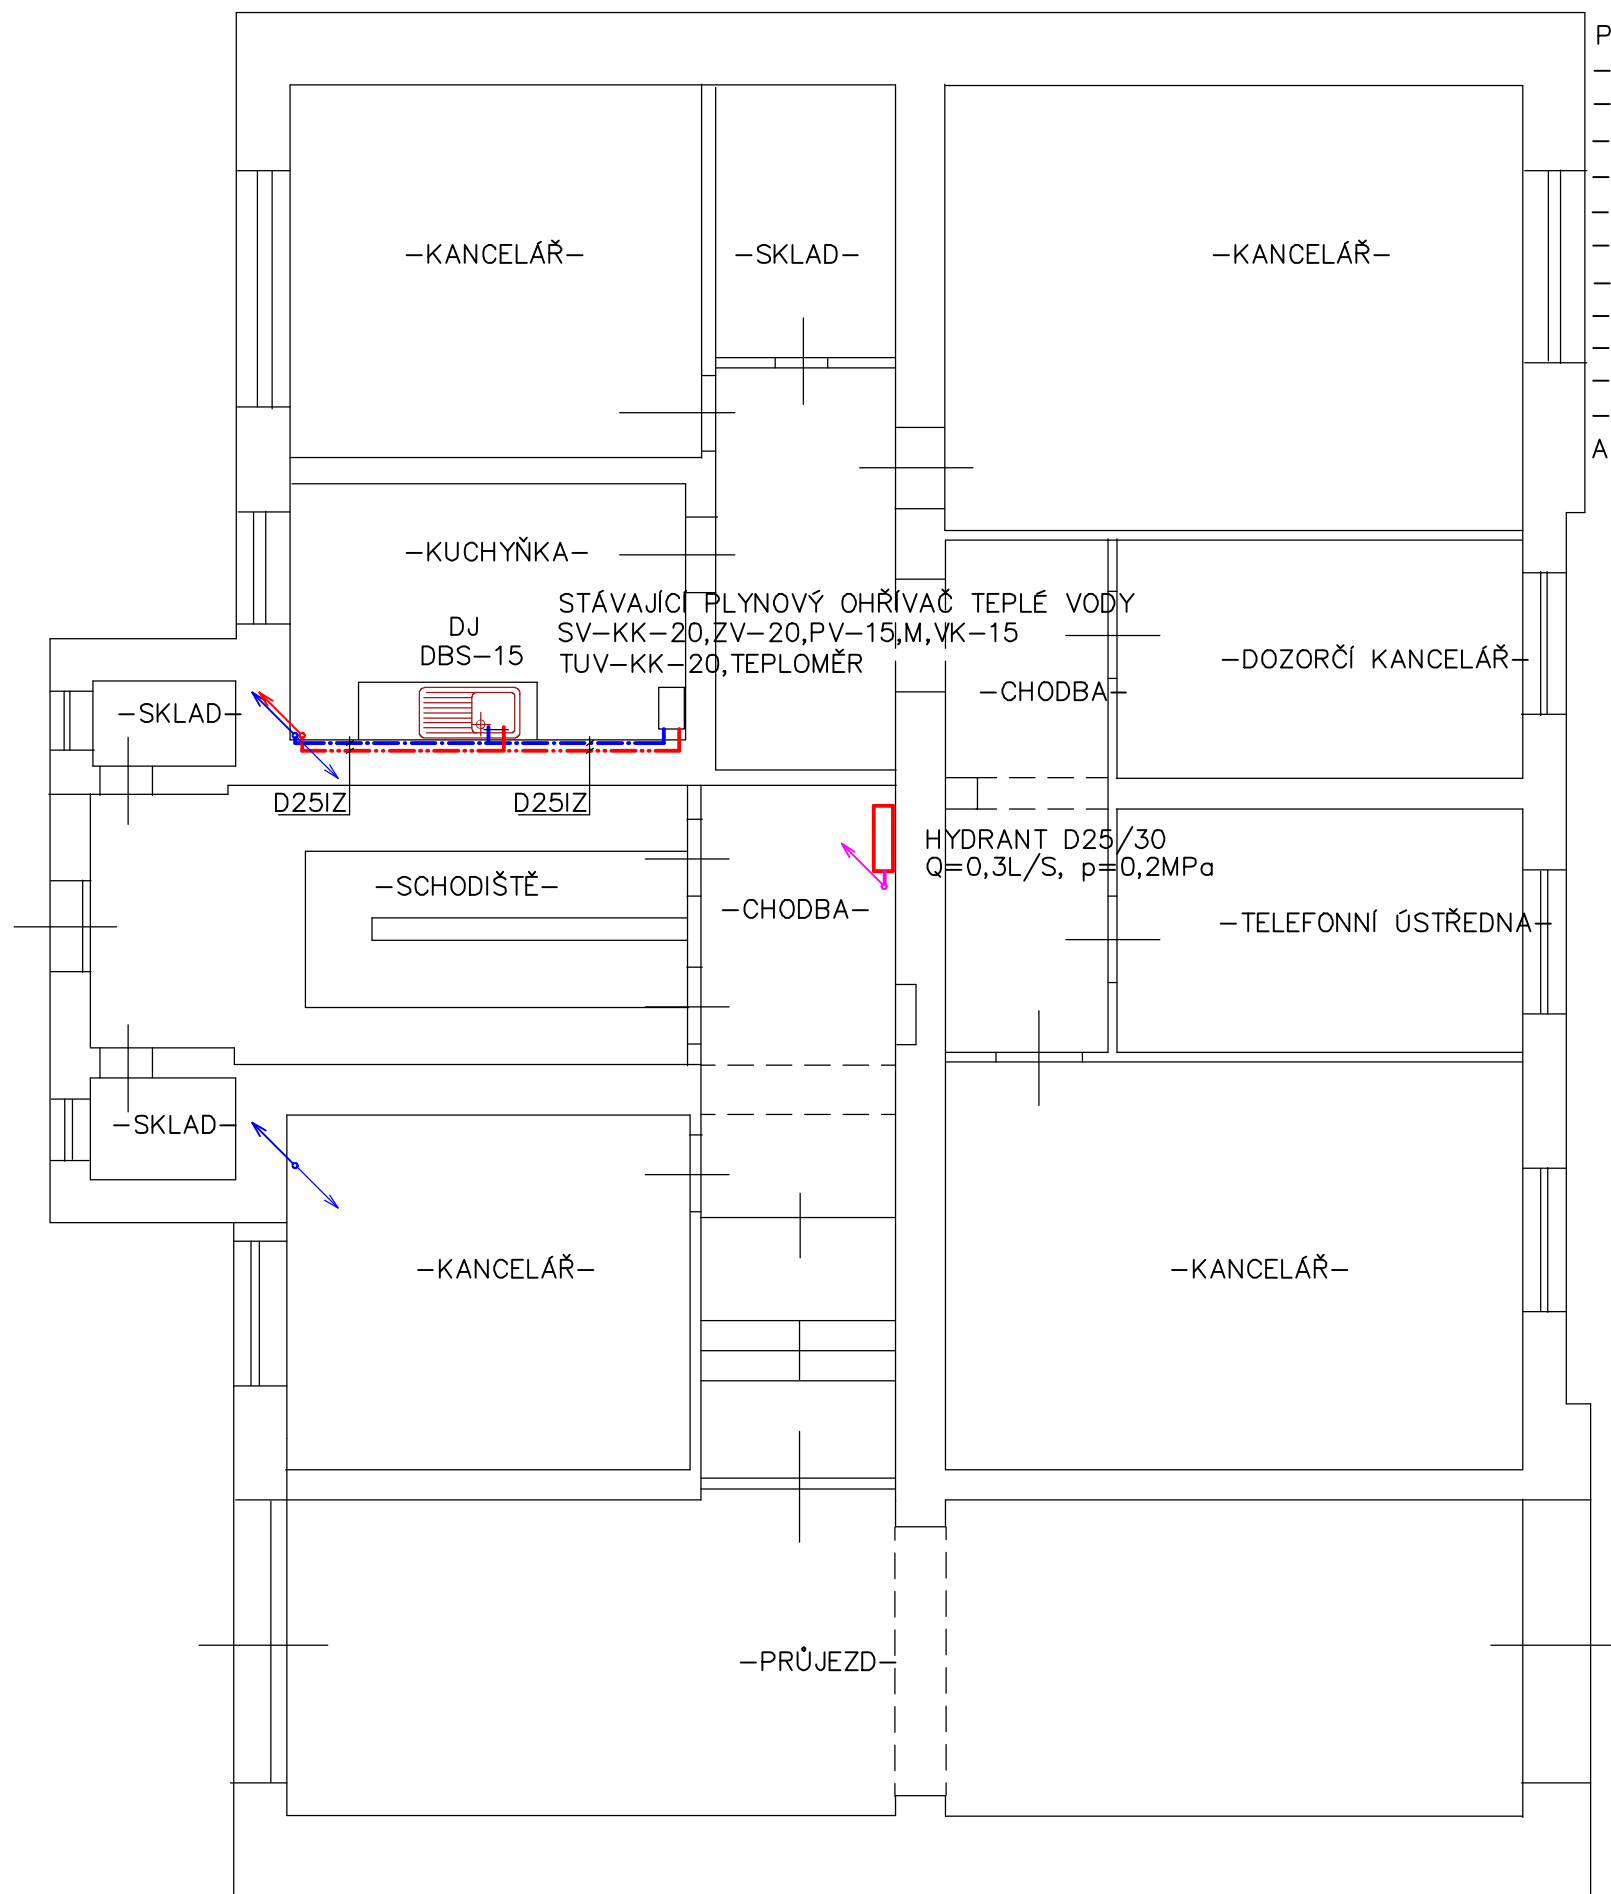 P
-KANCELÁŘ-
-SKLAD-
-KANCELÁŘ-
A
-KUCHYŇKA-
STÁVAJÍCÍ PLYNOVÝ OHŘÍVAČ TEPLÉ VODY
SV-KK-20,ZV-20,PV-15,M,VK-15
TUV-KK-20,TEPLOMĚR
DJ
DBS-15
-DOZORČÍ KANCELÁŘ-
-CHODBA-
-SKLAD-
D25IZ
D25IZ
HYDRANT D25/30
Q=0,3L/S, p=0,2MPa
-SCHODIŠTĚ-
-CHODBA-
-TELEFONNÍ ÚSTŘEDNA-
-SKLAD-
-KANCELÁŘ-
-KANCELÁŘ-
-PRŮJEZD-